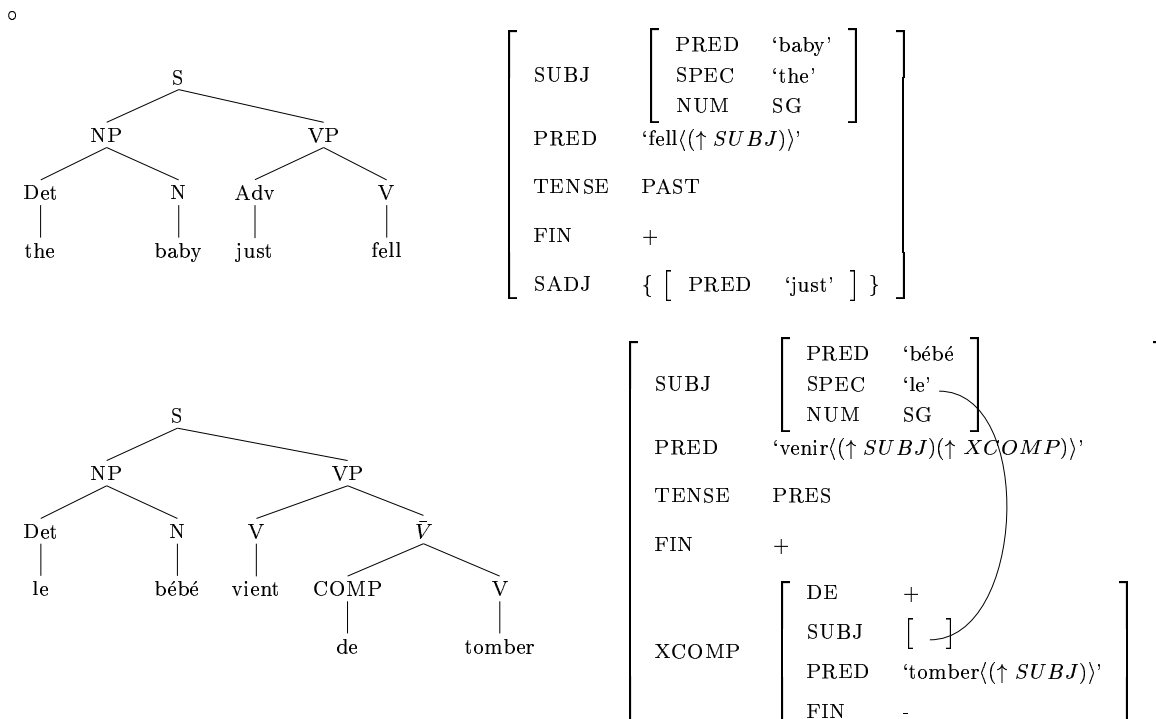 o
S
NP VP
Det N Adv V
the baby just fell
SUBJ
PRED ‘baby’
SPEC ‘the’
NUM SG
PRED ‘fell⟨(↑ SUBJ)⟩’
TENSE PAST
FIN +
SADJ { [ PRED ‘just’ ] }
S
NP VP
Det N V V̄
le bébé vient COMP V
de tomber
SUBJ
PRED ‘bébé
SPEC ‘le’
NUM SG
PRED ‘venir⟨(↑ SUBJ)(↑ XCOMP)⟩’
TENSE PRES
FIN +
XCOMP
DE +
SUBJ [ ]
PRED ‘tomber⟨(↑ SUBJ)⟩’
FIN -